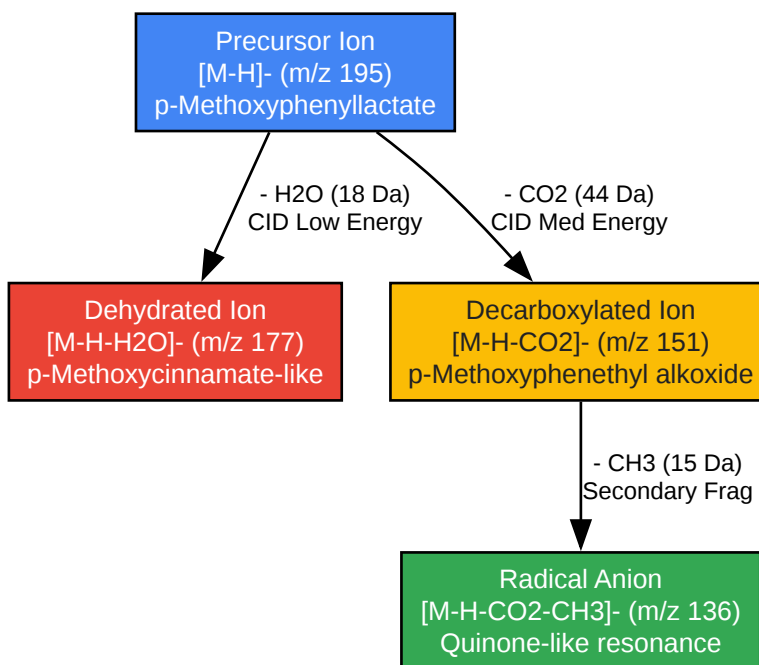 Precursor Ion
[M-H]- (m/z 195)
p-Methoxyphenyllactate
- H2O (18 Da)
CID Low Energy
- CO2 (44 Da)
CID Med Energy
Dehydrated Ion
[M-H-H2O]- (m/z 177)
p-Methoxycinnamate-like
Decarboxylated Ion
[M-H-CO2]- (m/z 151)
p-Methoxyphenethyl alkoxide
- CH3 (15 Da)
Secondary Frag
Radical Anion
[M-H-CO2-CH3]- (m/z 136)
Quinone-like resonance